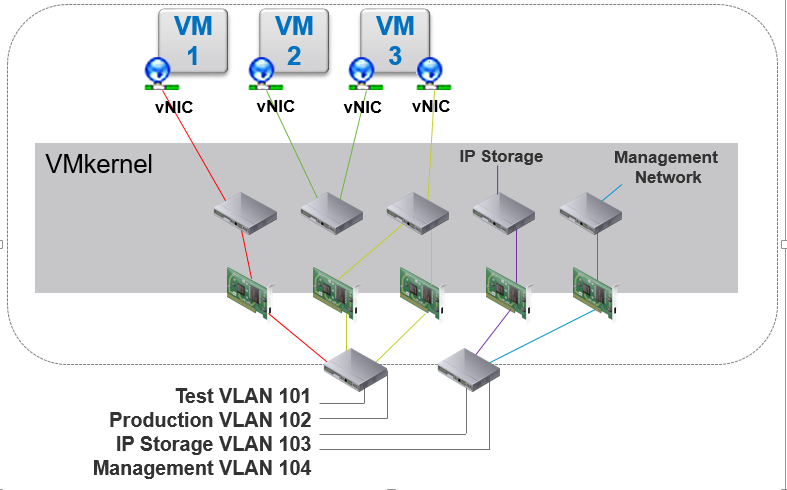 VM
1
VM
2
VM
3
vNIC
vNIC
vNIC
vNIC
VMkernel
IP Storage
Management
Network
Test VLAN 101
Production VLAN 102
IP Storage VLAN 103
Management VLAN 104